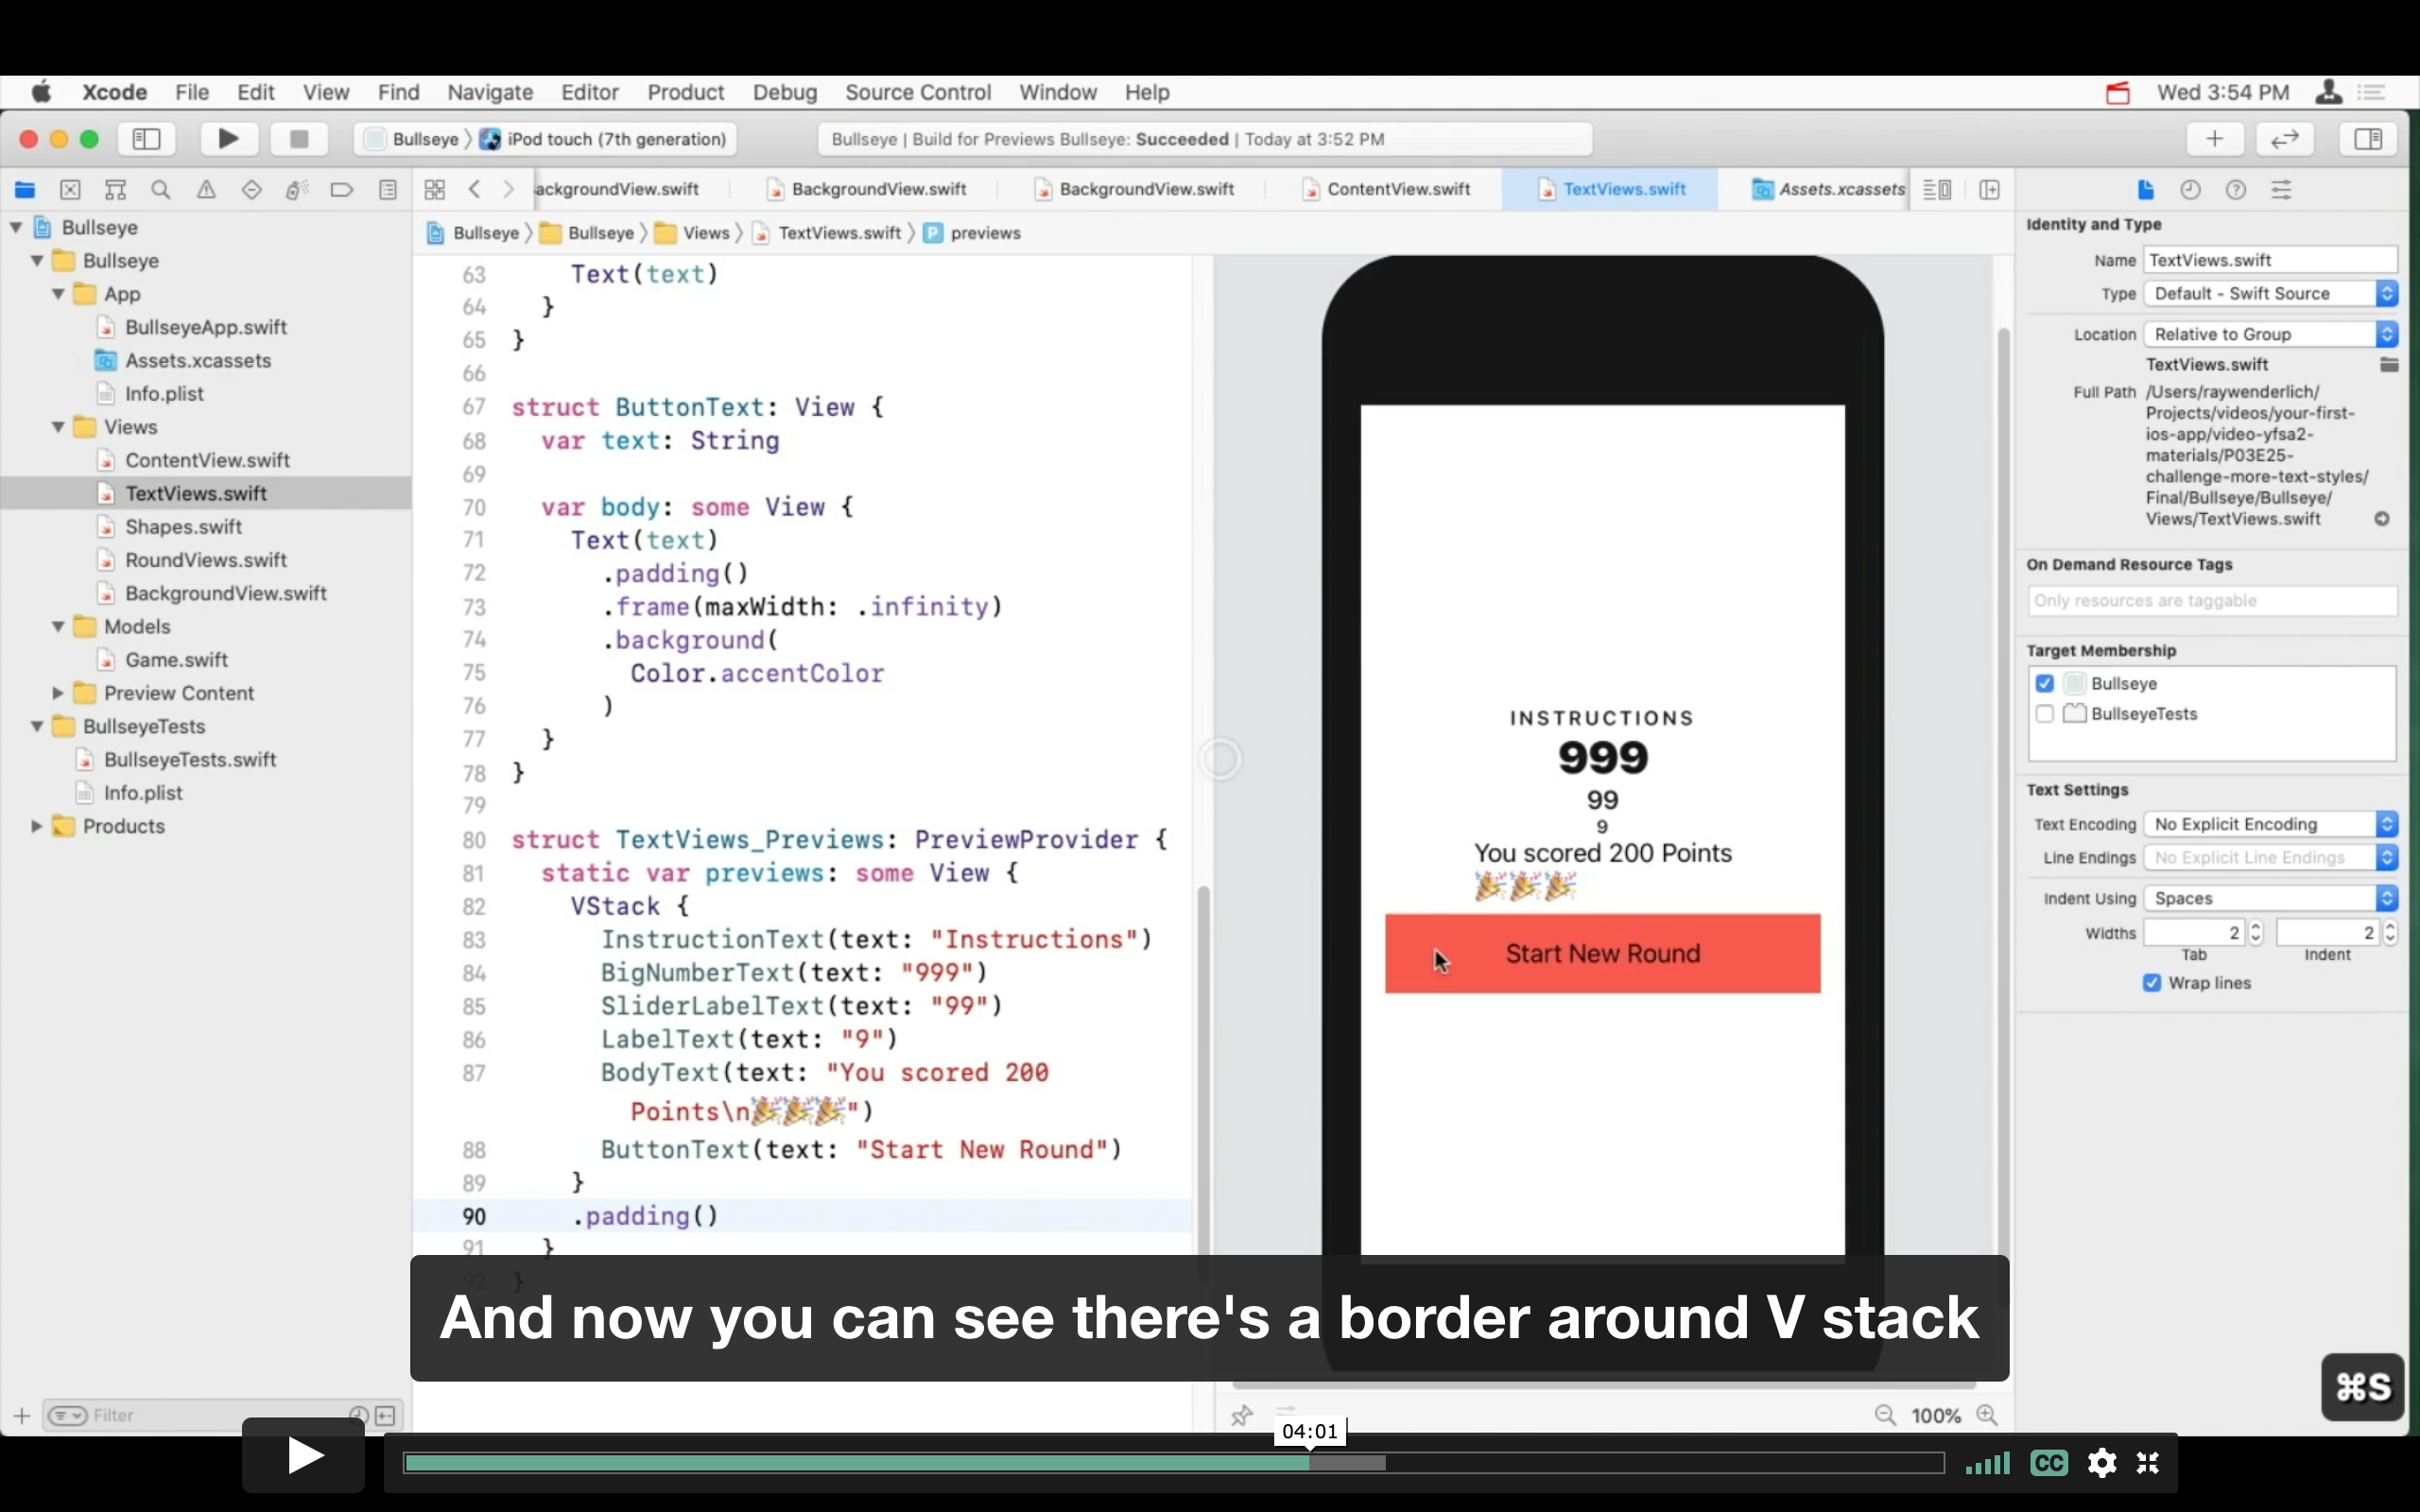 Xcode File Edit View Find Navigate Editor Product Debug Source Control Window Help
Wed 3:54 PM
Bullseye 〉 iPod touch (7th generation)
Bullseye | Build for Previews Bullseye: Succeeded | Today at 3:52 PM
ackgroundView.swift
BackgroundView.swift
BackgroundView.swift
ContentView.swift
TextViews.swift
Assets.xcassets
Bullseye 〉 Bullseye 〉 Views 〉 TextViews.swift 〉 P previews
Bullseye
Bullseye
App
BullseyeApp.swift
Assets.xcassets
Info.plist
Views
ContentView.swift
TextViews.swift
Shapes.swift
RoundViews.swift
BackgroundView.swift
Models
Game.swift
Preview Content
BullseyeTests
BullseyeTests.swift
Info.plist
Products
Filter
63 Text(text)
64 }
65 }
66
67 struct ButtonText: View {
68 var text: String
69
70 var body: some View {
71 Text(text)
72 .padding()
73 .frame(maxWidth: .infinity)
74 .background(
75 Color.accentColor
76 )
77 }
78 }
79
80 struct TextViews_Previews: PreviewProvider {
81 static var previews: some View {
82 VStack {
83 InstructionText(text: "Instructions")
84 BigNumberText(text: "999")
85 SliderLabelText(text: "99")
86 LabelText(text: "9")
87 BodyText(text: "You scored 200
Points\n🎉🎉🎉")
88 ButtonText(text: "Start New Round")
89 }
90 .padding()
91 }
92 }
INSTRUCTIONS
999
99
9
You scored 200 Points
🎉🎉🎉
Start New Round
100%
Identity and Type
Name TextViews.swift
Type Default - Swift Source
Location Relative to Group
TextViews.swift
Full Path /Users/raywenderlich/
Projects/videos/your-first-
ios-app/video-yfsa2-
materials/P03E25-
challenge-more-text-styles/
Final/Bullseye/Bullseye/
Views/TextViews.swift
On Demand Resource Tags
Only resources are taggable
Target Membership
Bullseye
BullseyeTests
Text Settings
Text Encoding No Explicit Encoding
Line Endings No Explicit Line Endings
Indent Using Spaces
Widths 2 2
Tab Indent
Wrap lines
And now you can see there's a border around V stack
⌘S
04:01
CC